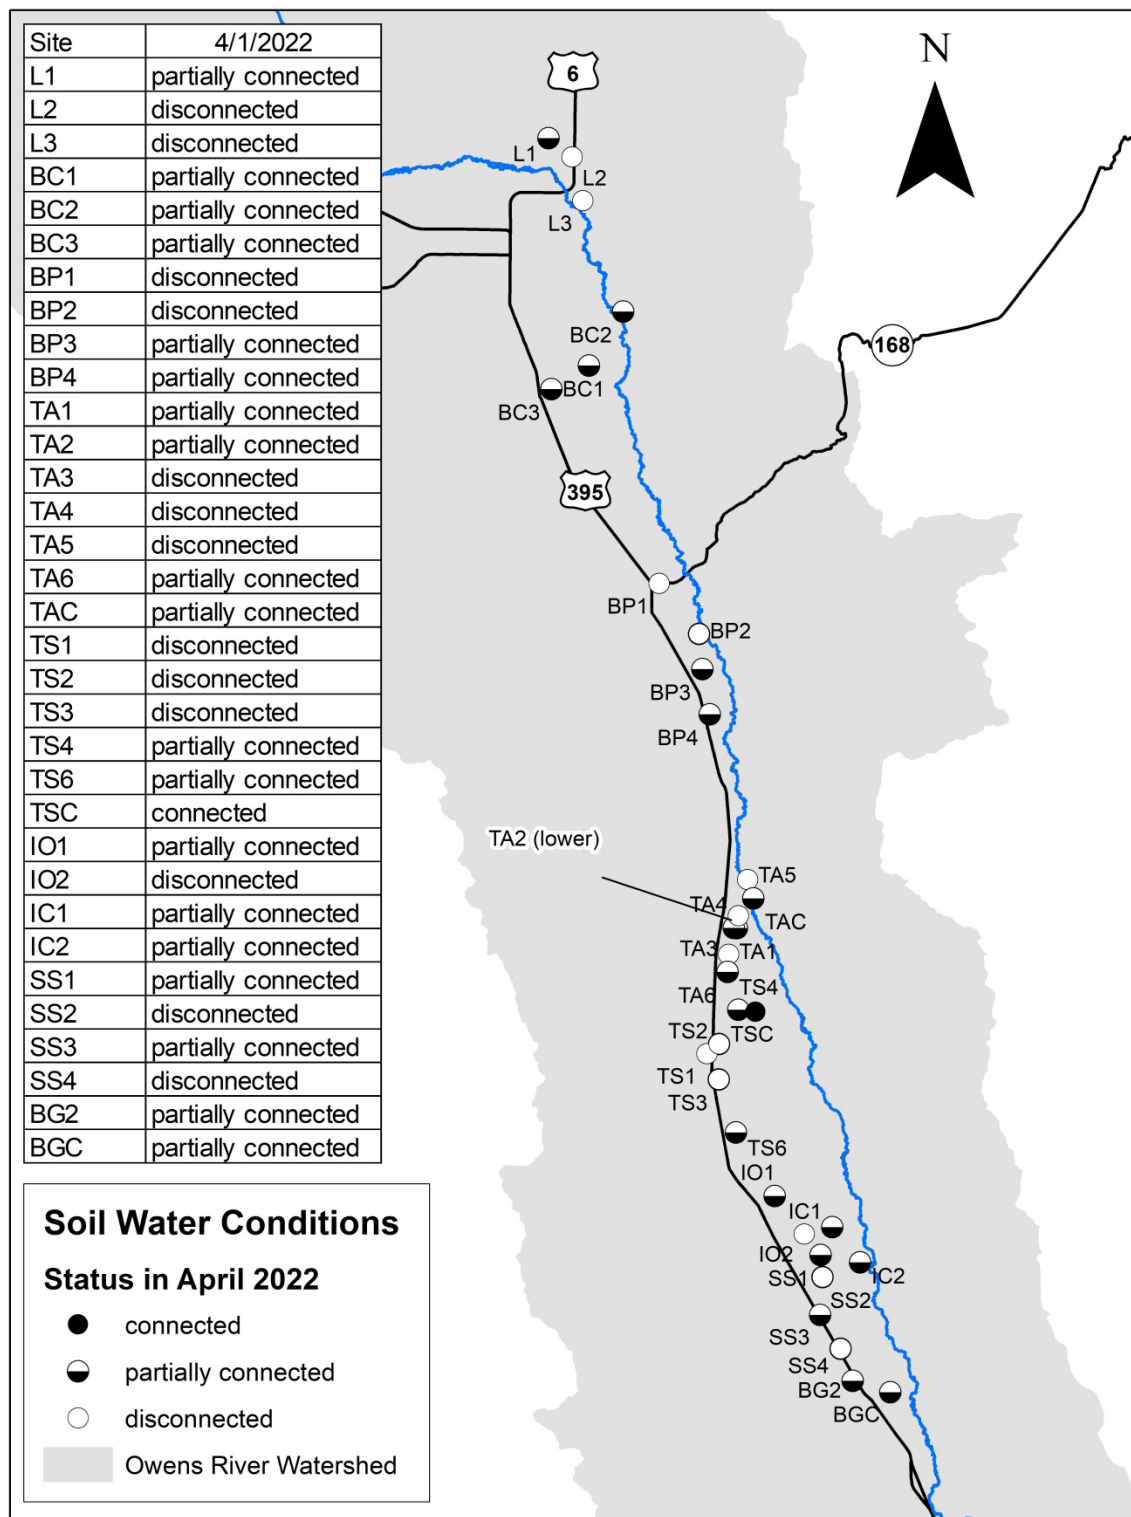 Site 4/1/2022
L1 partially connected
L2 disconnected
L3 disconnected
BC1 partially connected
BC2 partially connected
BC3 partially connected
BP1 disconnected
BP2 disconnected
BP3 partially connected
BP4 partially connected
TA1 partially connected
TA2 partially connected
TA3 disconnected
TA4 disconnected
TA5 disconnected
TA6 partially connected
TAC partially connected
TS1 disconnected
TS2 disconnected
TS3 disconnected
TS4 partially connected
TS6 partially connected
TSC connected
IO1 partially connected
IO2 disconnected
IC1 partially connected
IC2 partially connected
SS1 partially connected
SS2 disconnected
SS3 partially connected
SS4 disconnected
BG2 partially connected
BGC partially connected
N
6
L1
L2
L3
BC2
168
BC1
BC3
395
BP1
BP2
BP3
BP4
TA2 (lower)
TA5
TA4
TAC
TA3
TA1
TA6
TS4
TS2
TSC
TS1
TS3
TS6
IO1
IC1
IO2
SS1
IC2
SS2
SS3
SS4
BG2
BGC
Soil Water Conditions
Status in April 2022
connected
partially connected
disconnected
Owens River Watershed